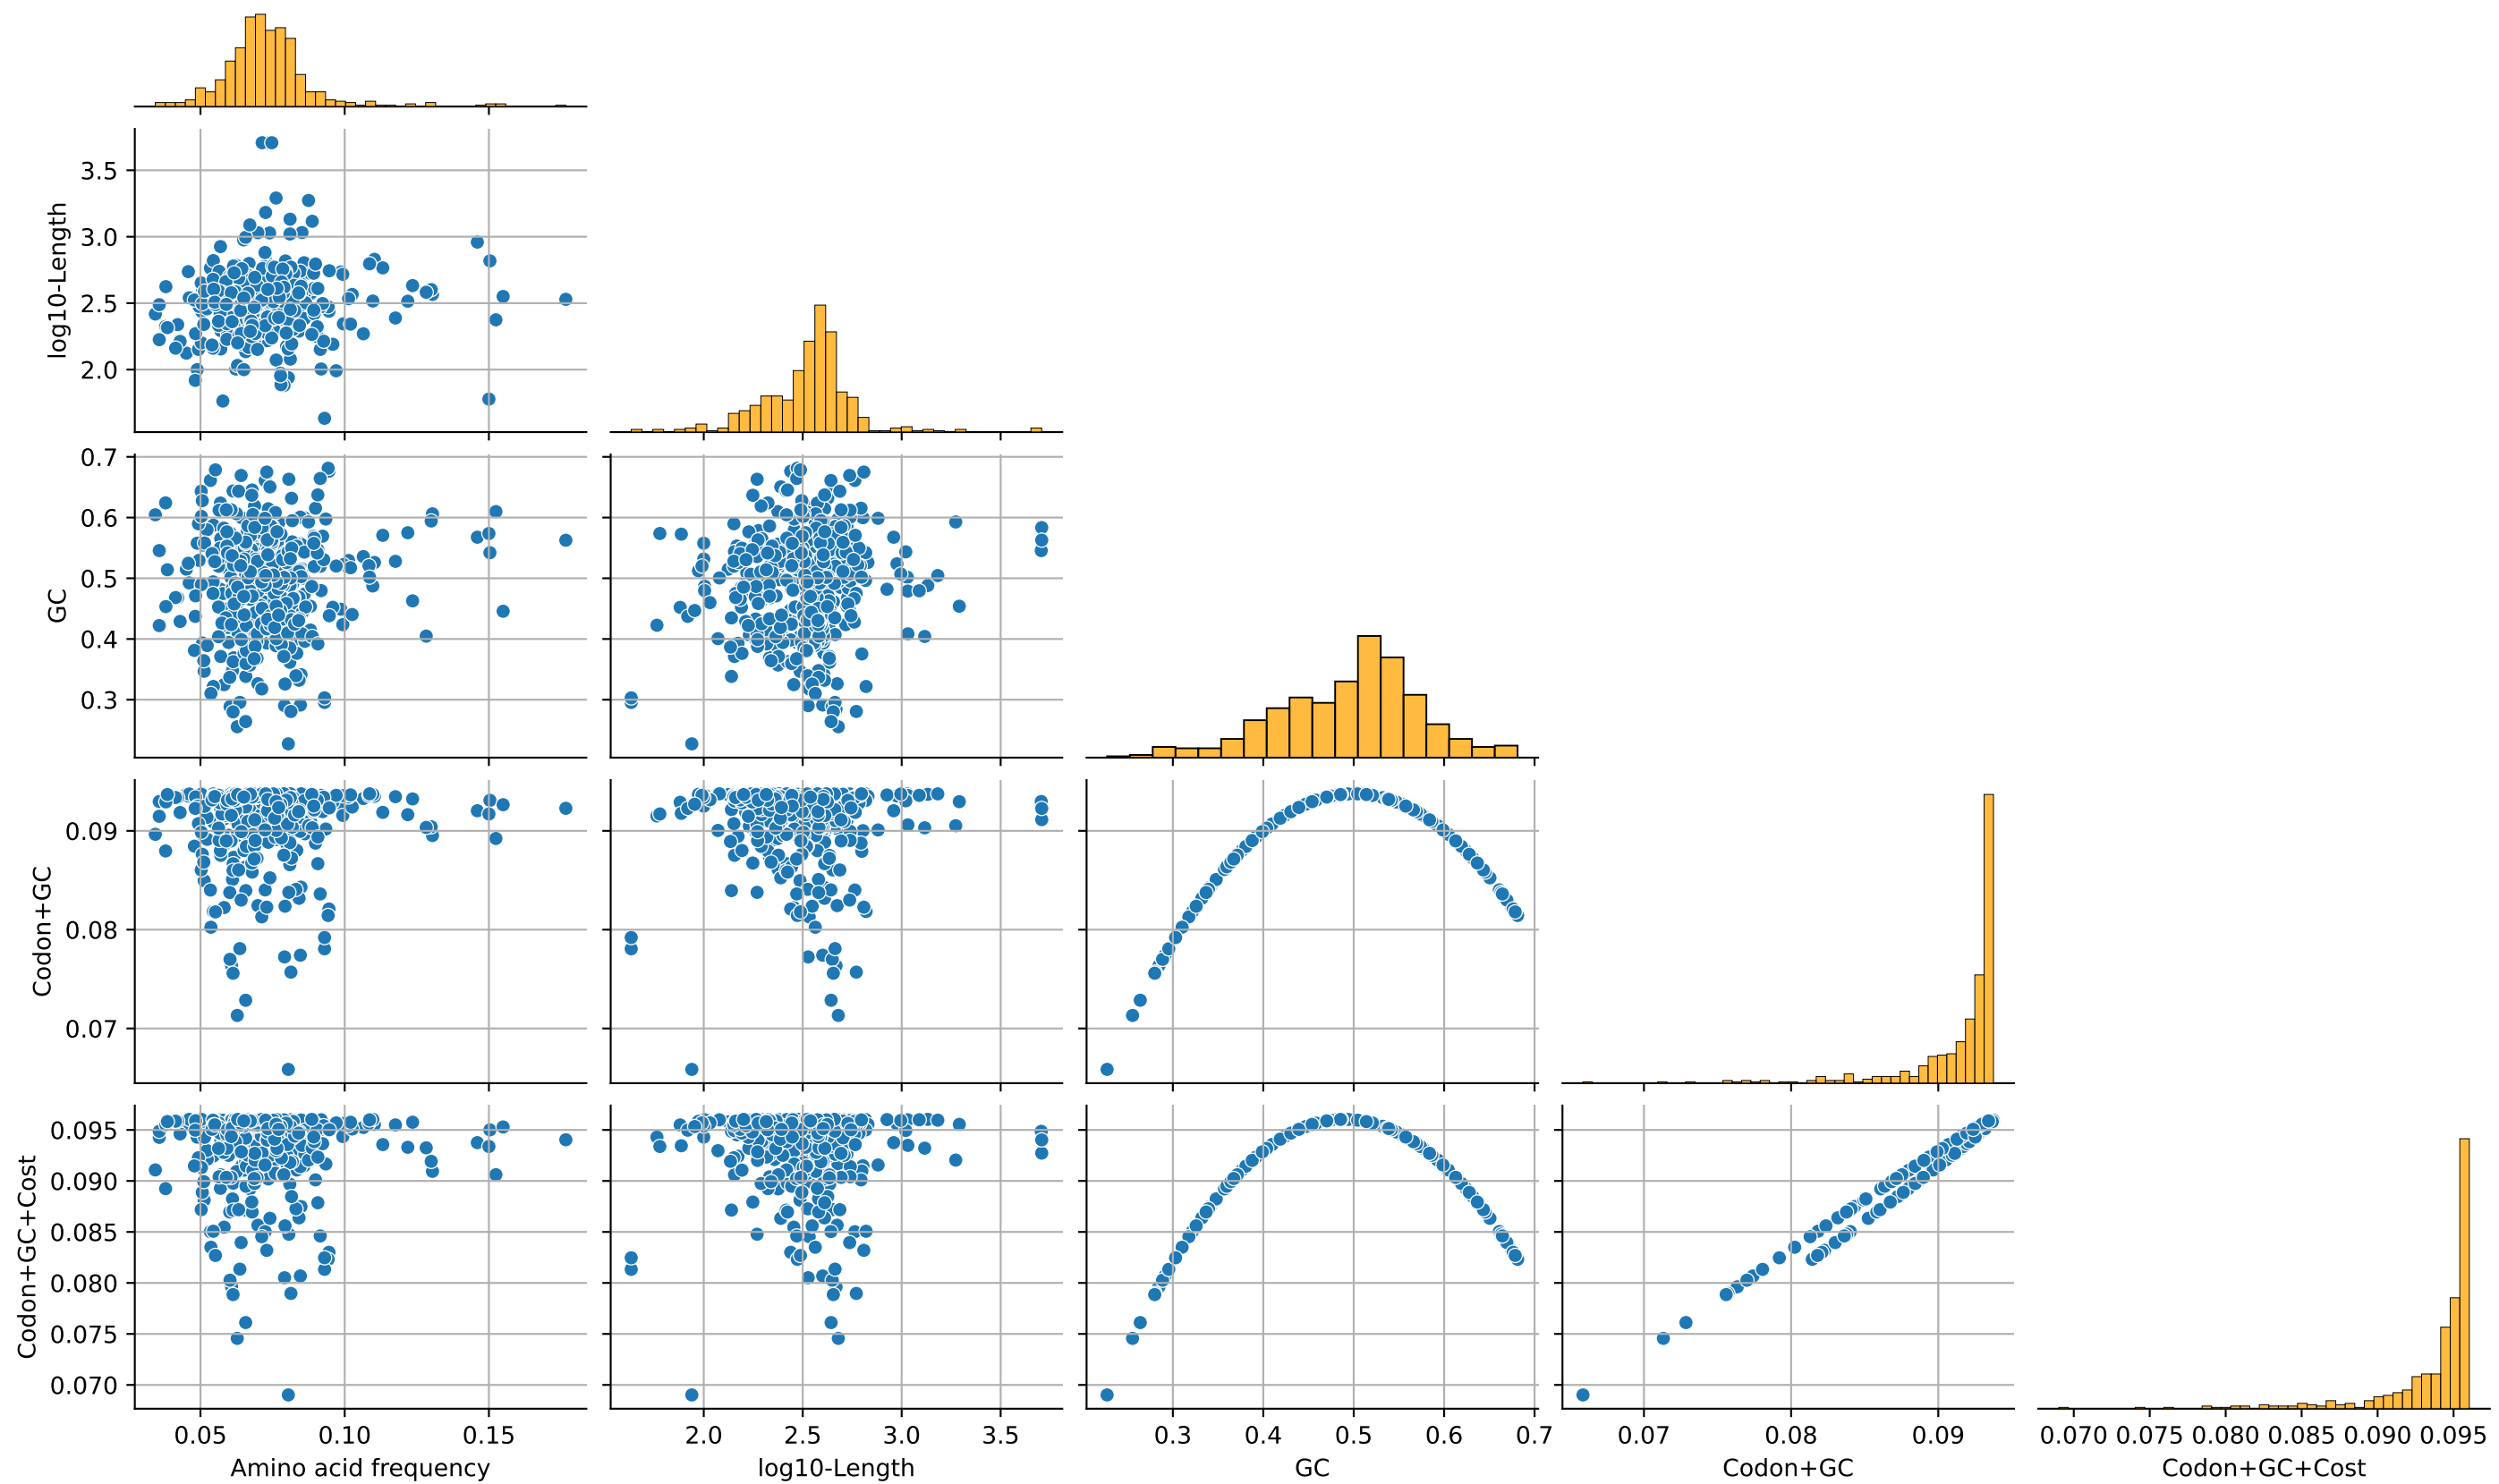 log10-Length
3.5
3.0
2.5
2.0
GC
0.7
0.6
0.5
0.4
0.3
Codon+GC
0.09
0.08
0.07
Codon+GC+Cost
0.095
0.090
0.085
0.080
0.075
0.070
0.05 0.10 0.15
Amino acid frequency
2.0 2.5 3.0 3.5
log10-Length
0.3 0.4 0.5 0.6 0.7
GC
0.07 0.08 0.09
Codon+GC
0.070 0.075 0.080 0.085 0.090 0.095
Codon+GC+Cost